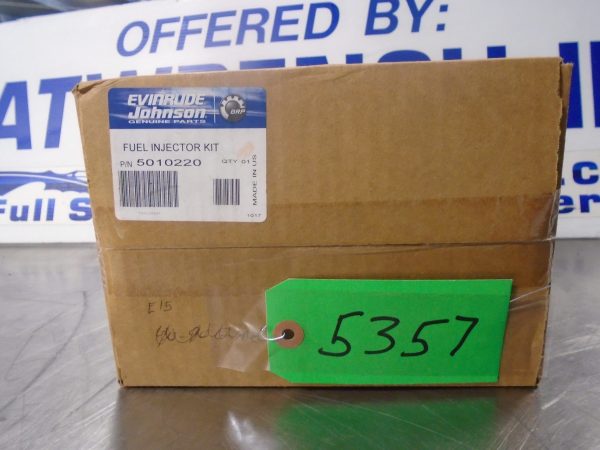 OFFERED BY:
EVINRUDE
Johnson
GENUINE PARTS
BRP
FUEL INJECTOR KIT
P/N 5010220 QTY 01
MADE IN US
1017
Full
E15
5357